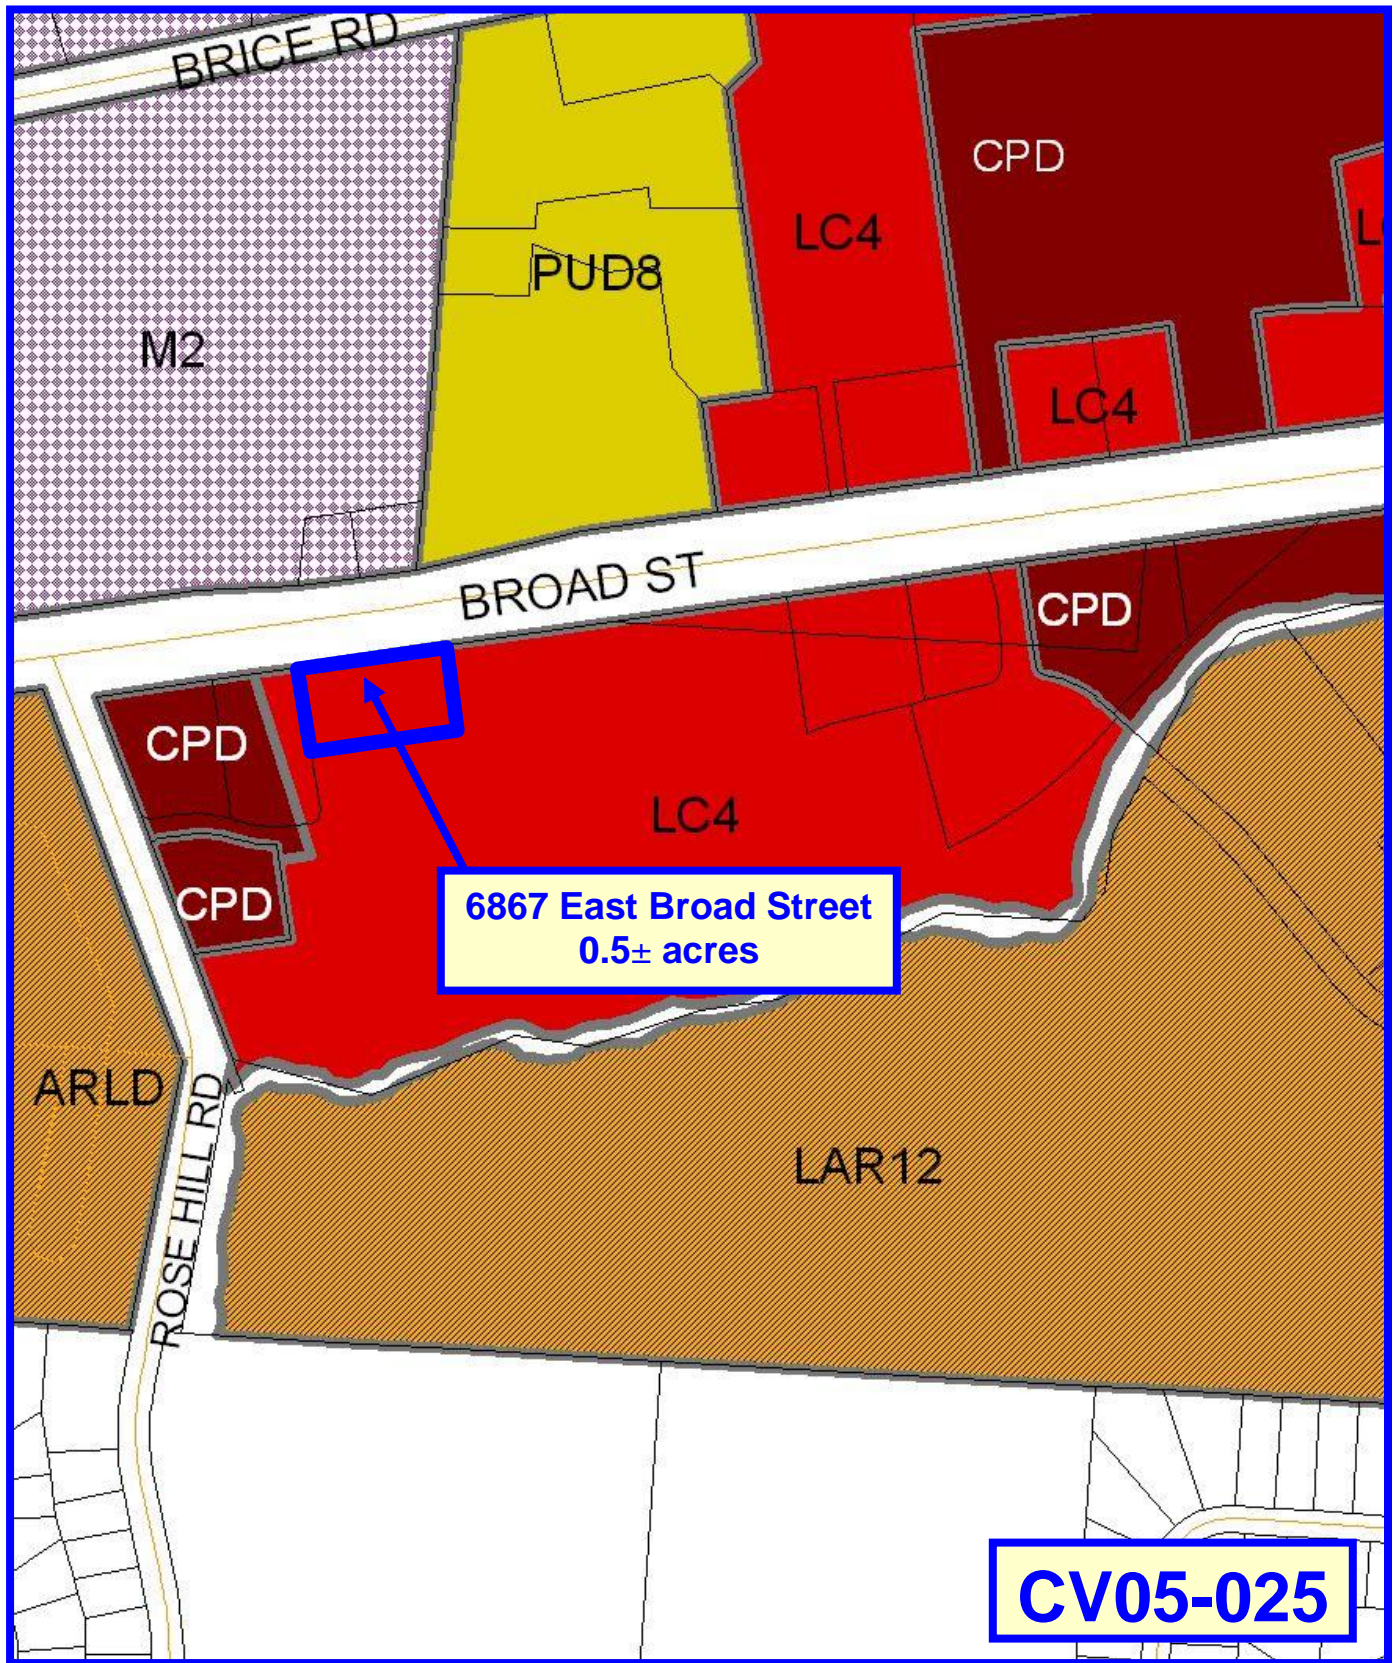 BRICE RD
CPD
LC4
L
PUD8
M2
LC4
BROAD ST
CPD
CPD
LC4
CPD
6867 East Broad Street
0.5± acres
ARLD
ROSE HILL RD
LAR12
CV05-025